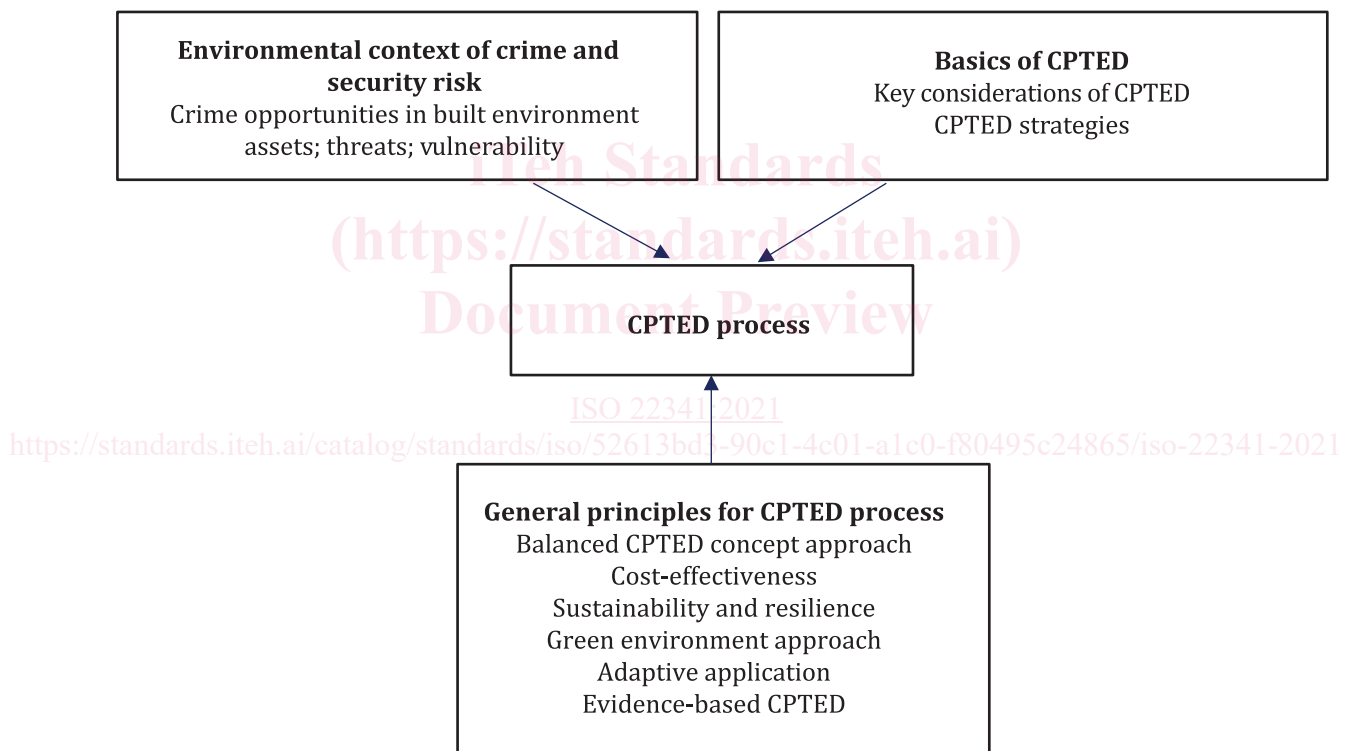 Environmental context of crime and
security risk
Crime opportunities in built environment
assets; threats; vulnerability
Basics of CPTED
Key considerations of CPTED
CPTED strategies
iTeh Standards
(https://standards.iteh.ai)
Document Preview
CPTED process
ISO 22341:2021
https://standards.iteh.ai/catalog/standards/iso/52613bd3-90c1-4c01-a1c0-f80495c24865/iso-22341-2021
General principles for CPTED process
Balanced CPTED concept approach
Cost-effectiveness
Sustainability and resilience
Green environment approach
Adaptive application
Evidence-based CPTED